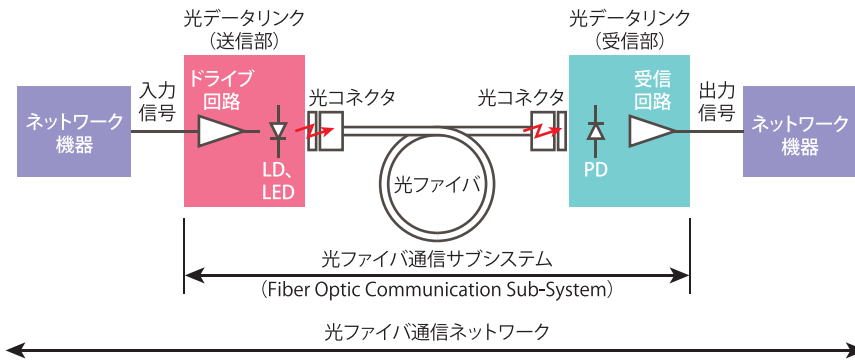 光データリンク
（送信部）
光データリンク
（受信部）
ネットワーク
機器
入力
信号
ドライブ
回路
LD、
LED
光コネクタ
光ファイバ
光コネクタ
PD
受信
回路
出力
信号
ネットワーク
機器
光ファイバ通信サブシステム
（Fiber Optic Communication Sub-System）
光ファイバ通信ネットワーク